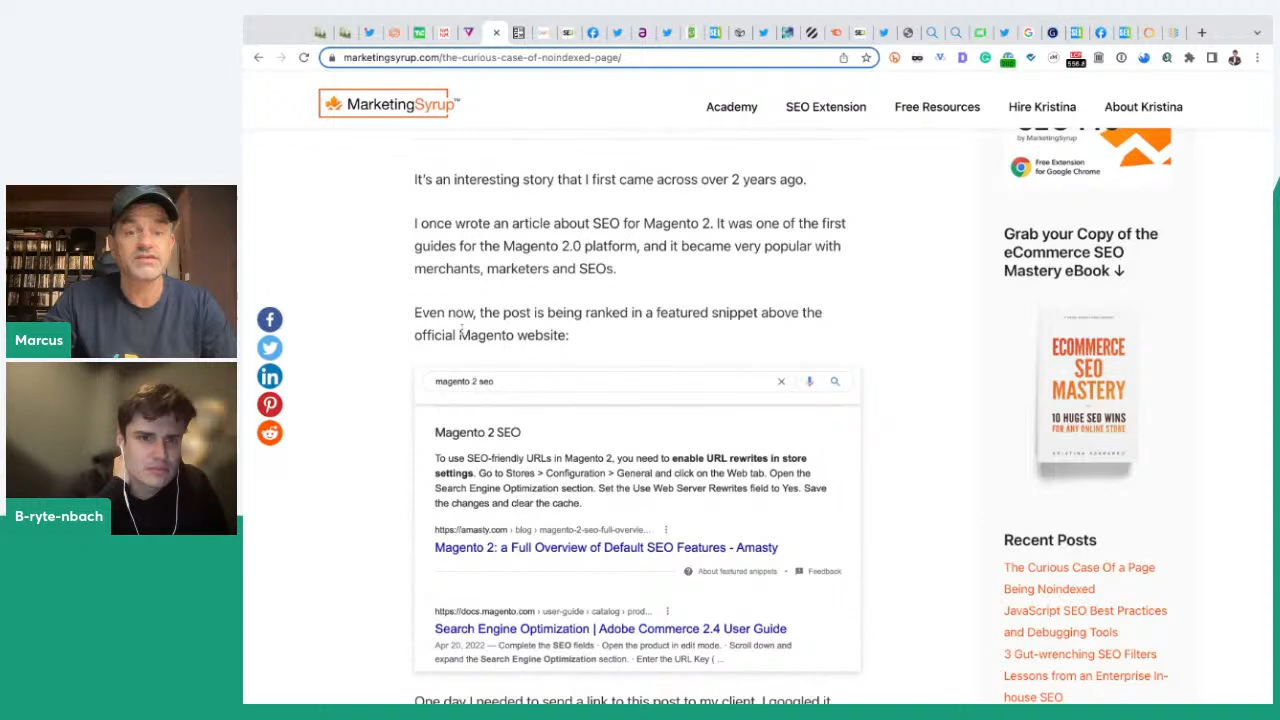 marketingsyrup.com/the-curious-case-of-noindexed-page/
MarketingSyrup™
Academy
SEO Extension
Free Resources
Hire Kristina
About Kristina
by MarketingSyrup
Free Extension
for Google Chrome
It's an interesting story that I first came across over 2 years ago.
I once wrote an article about SEO for Magento 2. It was one of the first
guides for the Magento 2.0 platform, and it became very popular with
merchants, marketers and SEOs.
Even now, the post is being ranked in a featured snippet above the
official Magento website:
magento 2 seo
Magento 2 SEO
To use SEO-friendly URLs in Magento 2, you need to enable URL rewrites in store
settings. Go to Stores > Configuration > General and click on the Web tab. Open the
Search Engine Optimization section. Set the Use Web Server Rewrites field to Yes. Save
the changes and clear the cache.
https://amasty.com › blog › magento-2-seo-full-overvie...
Magento 2: a Full Overview of Default SEO Features - Amasty
About featured snippets • Feedback
https://docs.magento.com › user-guide › catalog › prod...
Search Engine Optimization | Adobe Commerce 2.4 User Guide
Apr 20, 2022 — Complete the SEO fields · Open the product in edit mode. · Scroll down and
expand the Search Engine Optimization section. · Enter the URL Key ( ...
One day I needed to send a link to this post to my client. I googled it
Grab your Copy of the
eCommerce SEO
Mastery eBook ↓
ECOMMERCE
SEO
MASTERY
10 HUGE SEO WINS
FOR ANY ONLINE STORE
Recent Posts
The Curious Case Of a Page
Being Noindexed
JavaScript SEO Best Practices
and Debugging Tools
3 Gut-wrenching SEO Filters
Lessons from an Enterprise In-
house SEO
Marcus
B-ryte-nbach